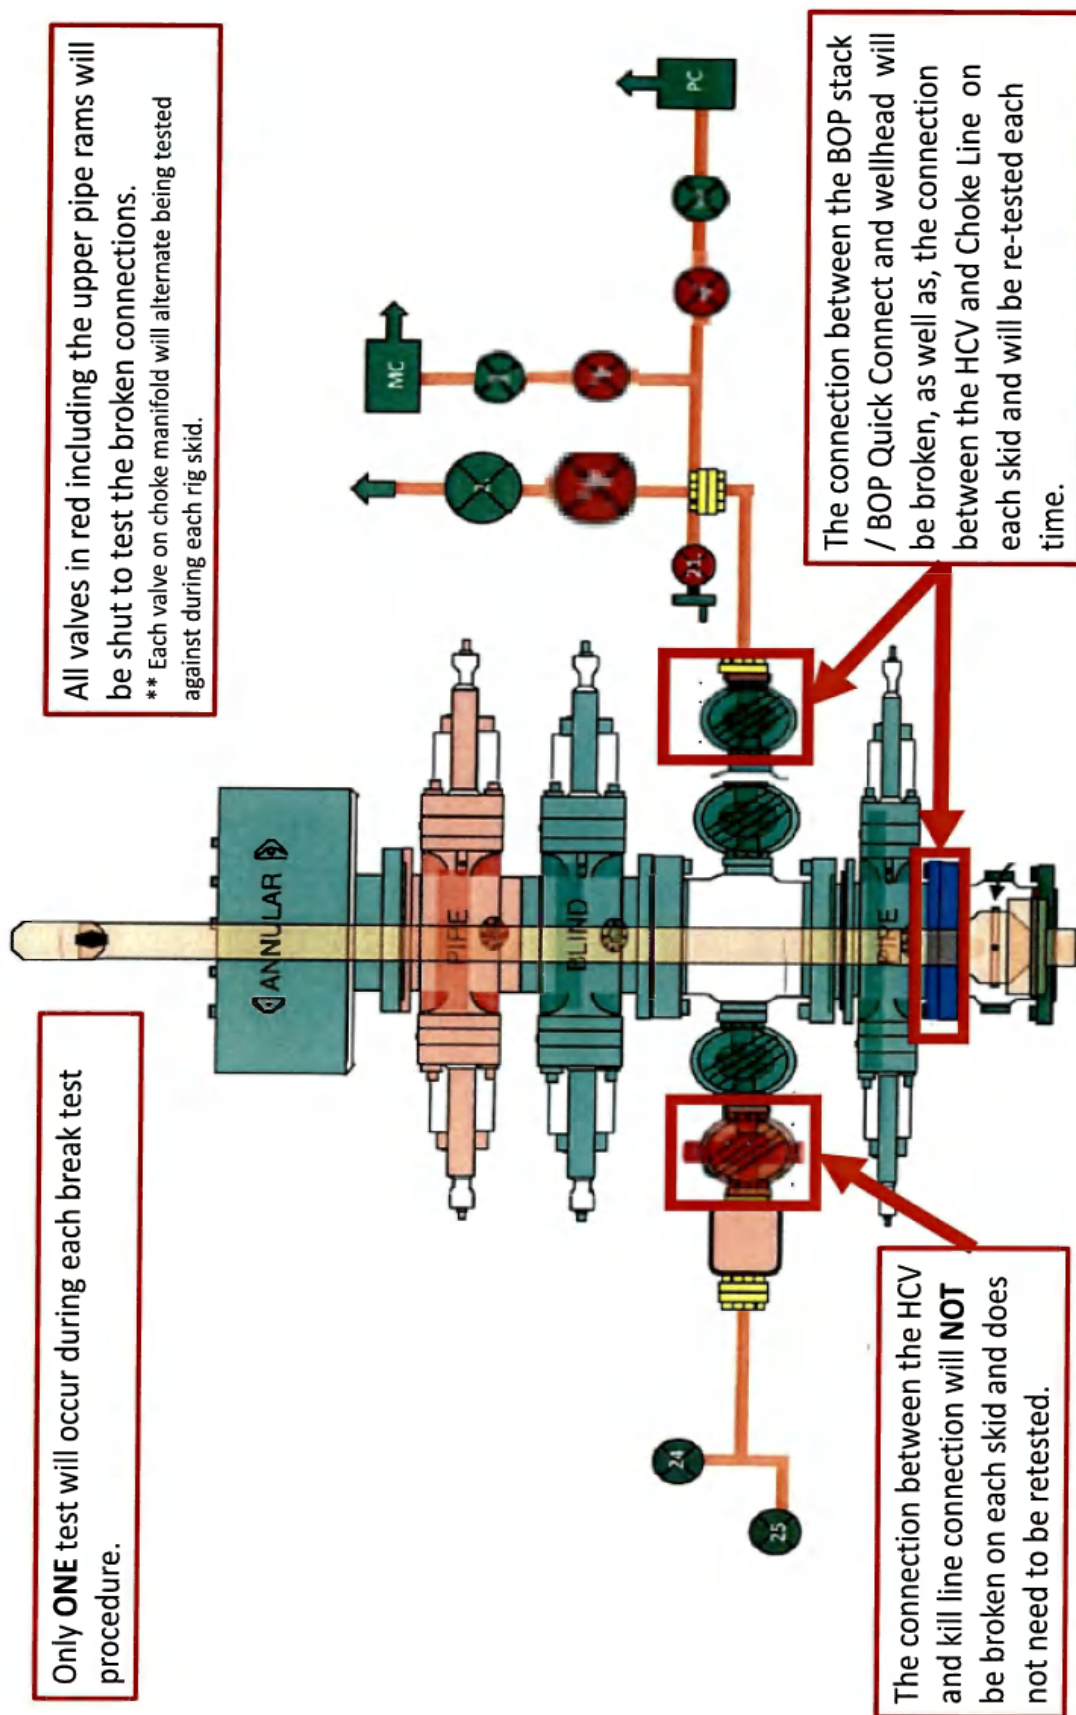 Only ONE test will occur during each break test
procedure.
All valves in red including the upper pipe rams will
be shut to test the broken connections.
** Each valve on choke manifold will alternate being tested
against during each rig skid.
ANNULAR
PIPE
BLIND
PIPE
MC
PC
21.
24
25
The connection between the HCV
and kill line connection will NOT
be broken on each skid and does
not need to be retested.
The connection between the BOP stack
/ BOP Quick Connect and wellhead will
be broken, as well as, the connection
between the HCV and Choke Line on
each skid and will be re-tested each
time.